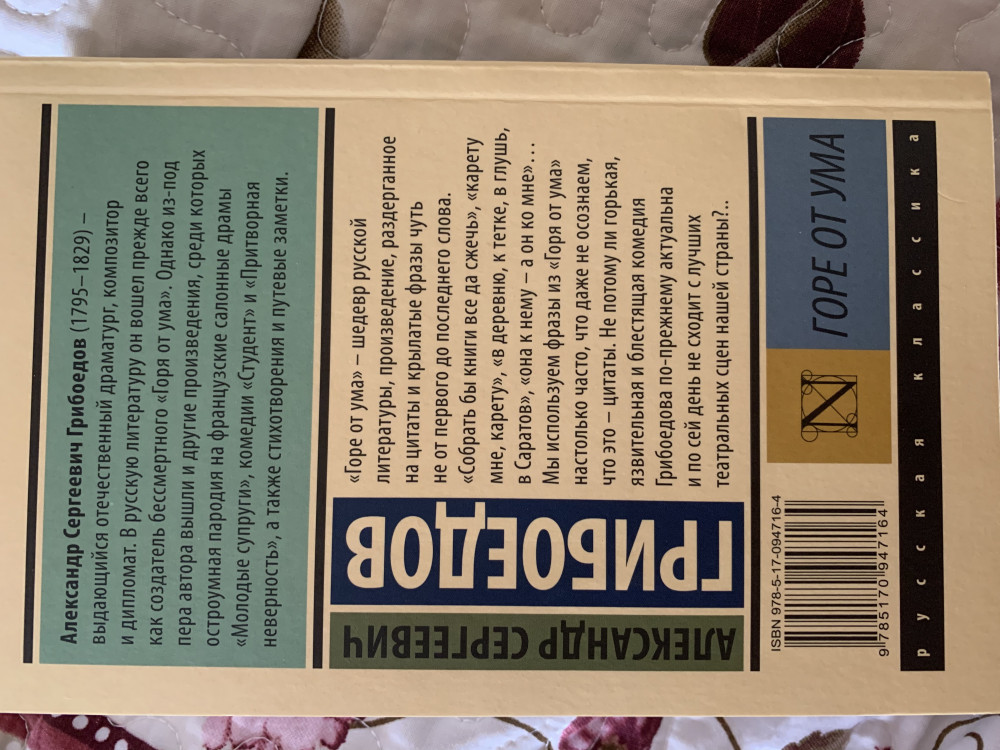 Александр Сергеевич Грибоедов (1795–1829) –
выдающийся отечественный драматург, композитор
и дипломат. В русскую литературу он вошел прежде всего
как создатель бессмертного «Горя от ума». Однако из-под
пера автора вышли и другие произведения, среди которых
остроумная пародия на французские салонные драмы
«Молодые супруги», комедии «Студент» и «Притворная
неверность», а также стихотворения и путевые заметки.
АЛЕКСАНДР СЕРГЕЕВИЧ
ГРИБОЕДОВ
«Горе от ума» – шедевр русской
литературы, произведение, раздерганное
на цитаты и крылатые фразы чуть
не от первого до последнего слова.
«Собрать бы книги все да сжечь», «карету
мне, карету», «в деревню, к тетке, в глушь,
в Саратов», «она к нему – а он ко мне»...
Мы используем фразы из «Горя от ума»
настолько часто, что даже не осознаем,
что это – цитаты. Не потому ли горькая,
язвительная и блестящая комедия
Грибоедова по-прежнему актуальна
и по сей день не сходит с лучших
театральных сцен нашей страны?..
ISBN 978-5-17-094716-4
9 785170 947164
N
ГОРЕ ОТ УМА
русская классика